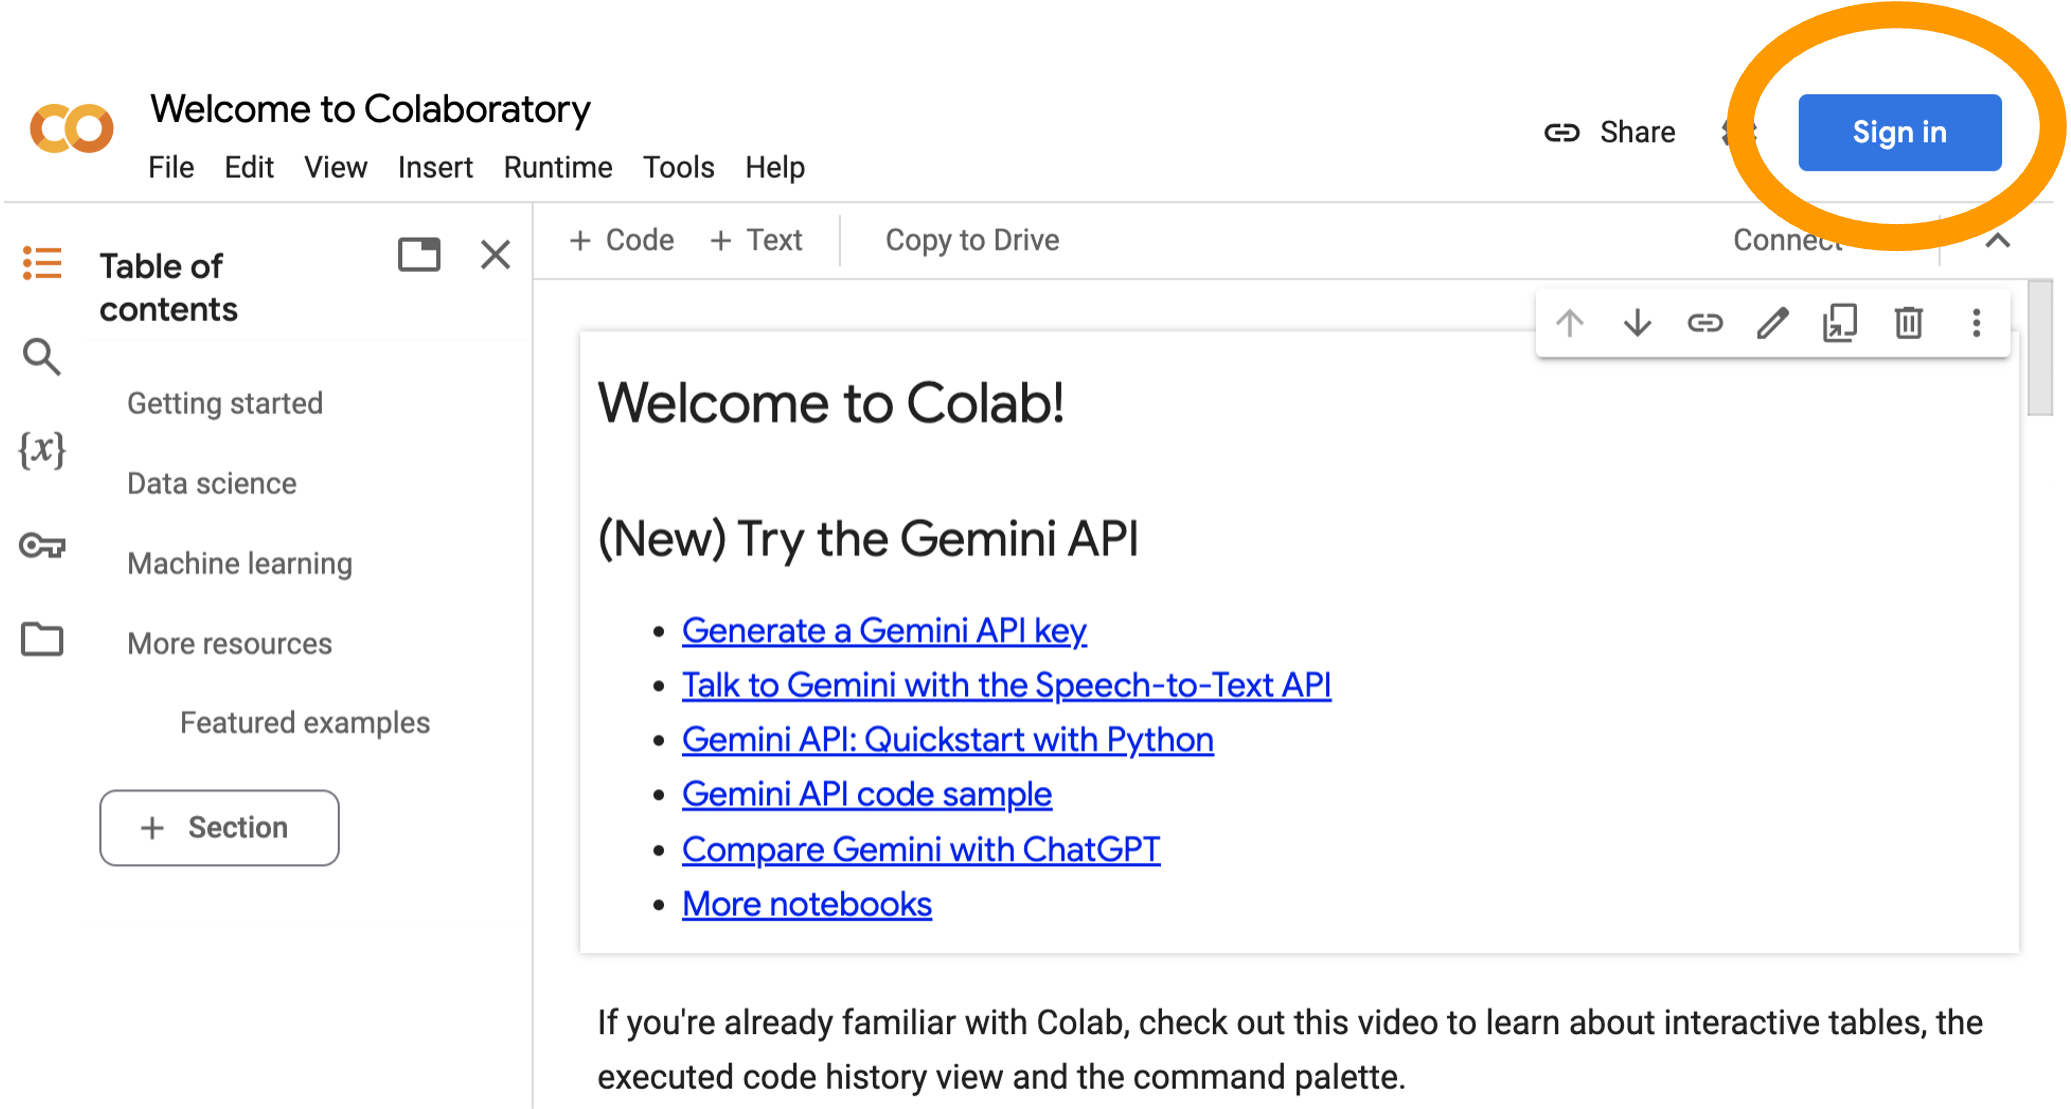 Welcome to Colaboratory
File Edit View Insert Runtime Tools Help
Share
Sign in
Table of
contents
Getting started
Data science
Machine learning
More resources
Featured examples
+ Section
+ Code + Text Copy to Drive
Connect
Welcome to Colab!
(New) Try the Gemini API
• Generate a Gemini API key
• Talk to Gemini with the Speech-to-Text API
• Gemini API: Quickstart with Python
• Gemini API code sample
• Compare Gemini with ChatGPT
• More notebooks
If you're already familiar with Colab, check out this video to learn about interactive tables, the
executed code history view and the command palette.